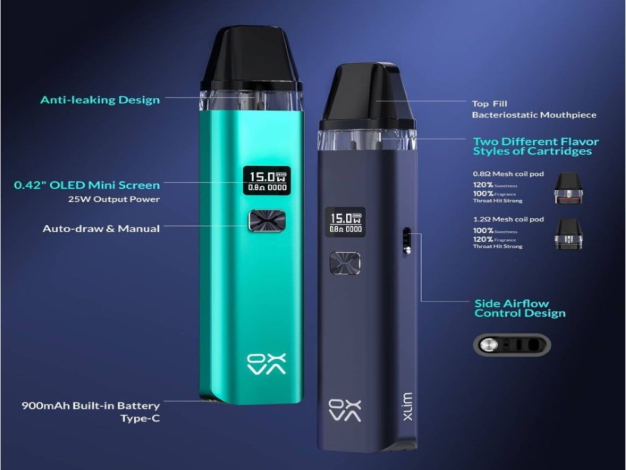 Anti-leaking Design
0.42" OLED Mini Screen
25W Output Power
Auto-draw & Manual
900mAh Built-in Battery
Type-C
15.0W
0.8Ω 0000
OXVA
15.0W
0.8Ω 0000
OXVA
XLIM
Top Fill
Bacteriostatic Mouthpiece
Two Different Flavor
Styles of Cartridges
0.8Ω Mesh coil pod
120% Sweetness
100% Fragrance
Throat Hit Strong
1.2Ω Mesh coil pod
100% Sweetness
120% Fragrance
Throat Hit Strong
Side Airflow
Control Design